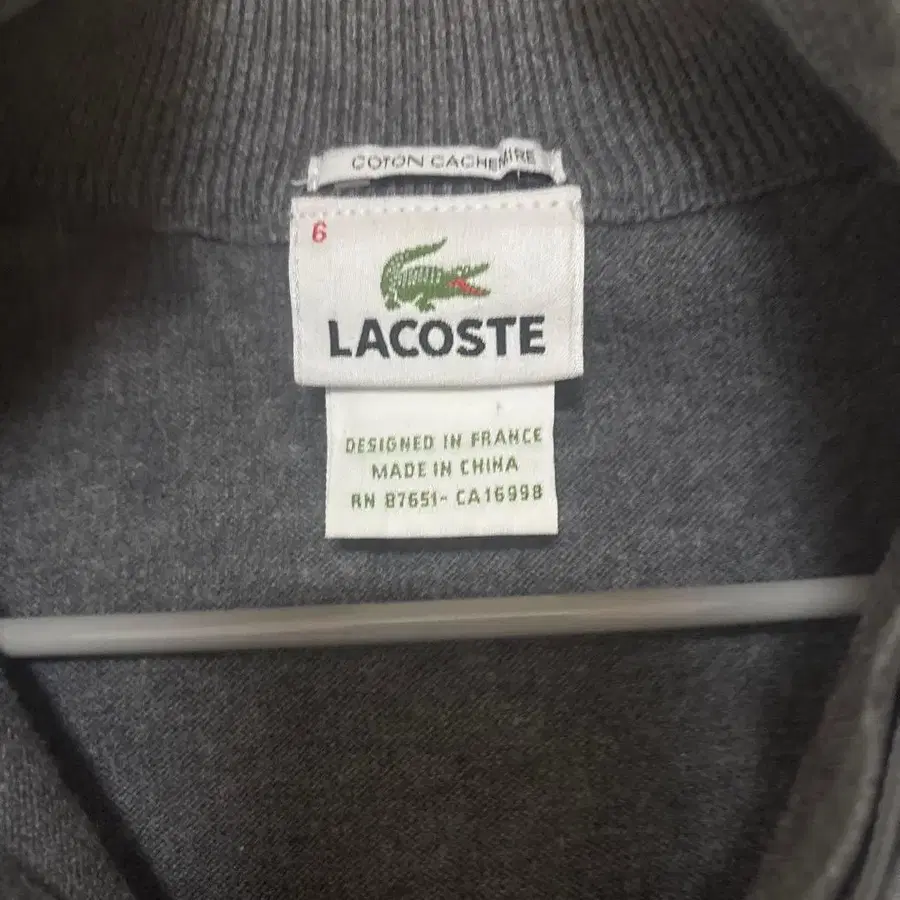 COTON CACHEMIRE
6
LACOSTE
DESIGNED IN FRANCE
MADE IN CHINA
RN 87651- CA16998